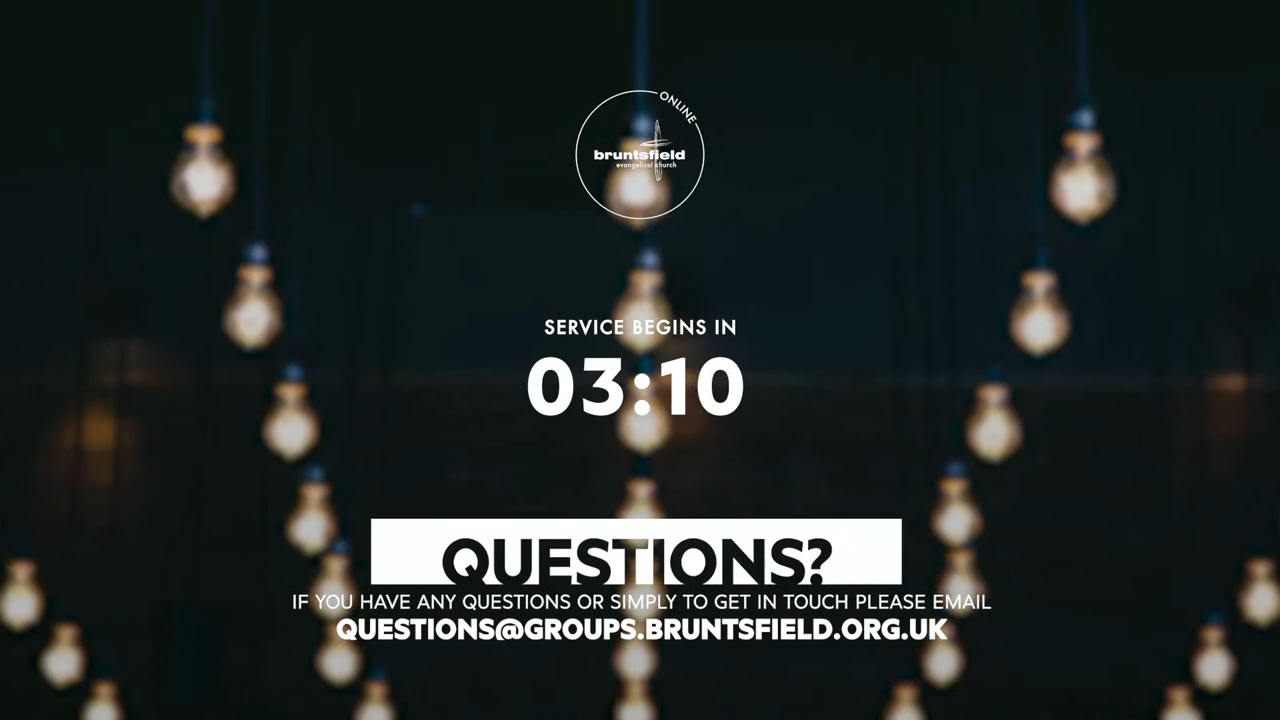 ONLINE
bruntsfield
evangelical church
SERVICE BEGINS IN
03:10
QUESTIONS?
IF YOU HAVE ANY QUESTIONS OR SIMPLY TO GET IN TOUCH PLEASE EMAIL
QUESTIONS@GROUPS.BRUNTSFIELD.ORG.UK